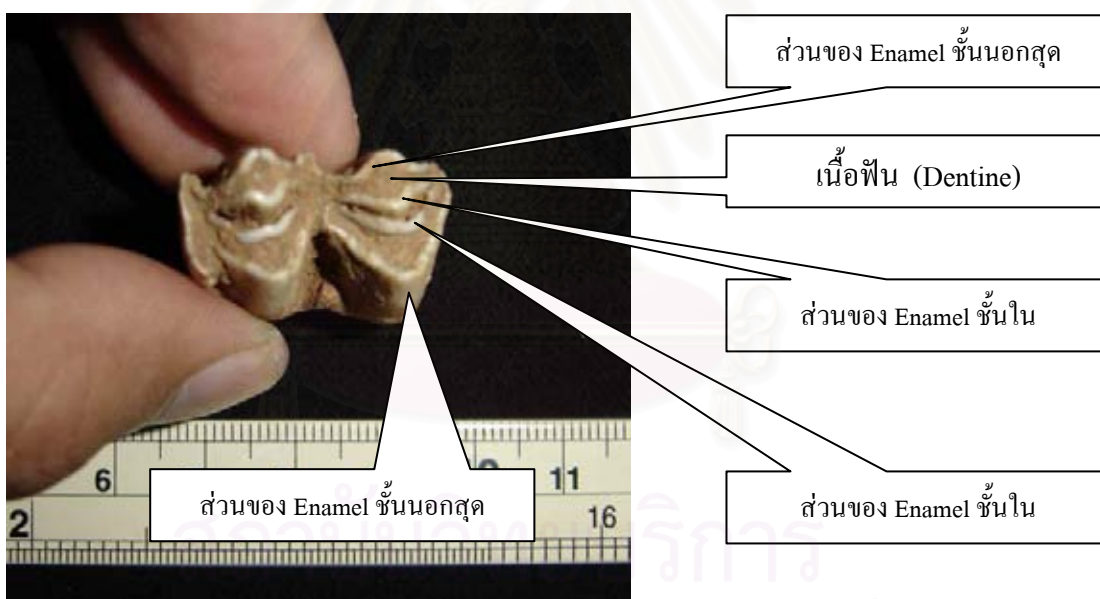 ส่วนของ Enamel ชั้นนอกสุด
เนื้อฟัน (Dentine)
ส่วนของ Enamel ชั้นใน
ส่วนของ Enamel ชั้นใน
ส่วนของ Enamel ชั้นนอกสุด
6
11
2
16